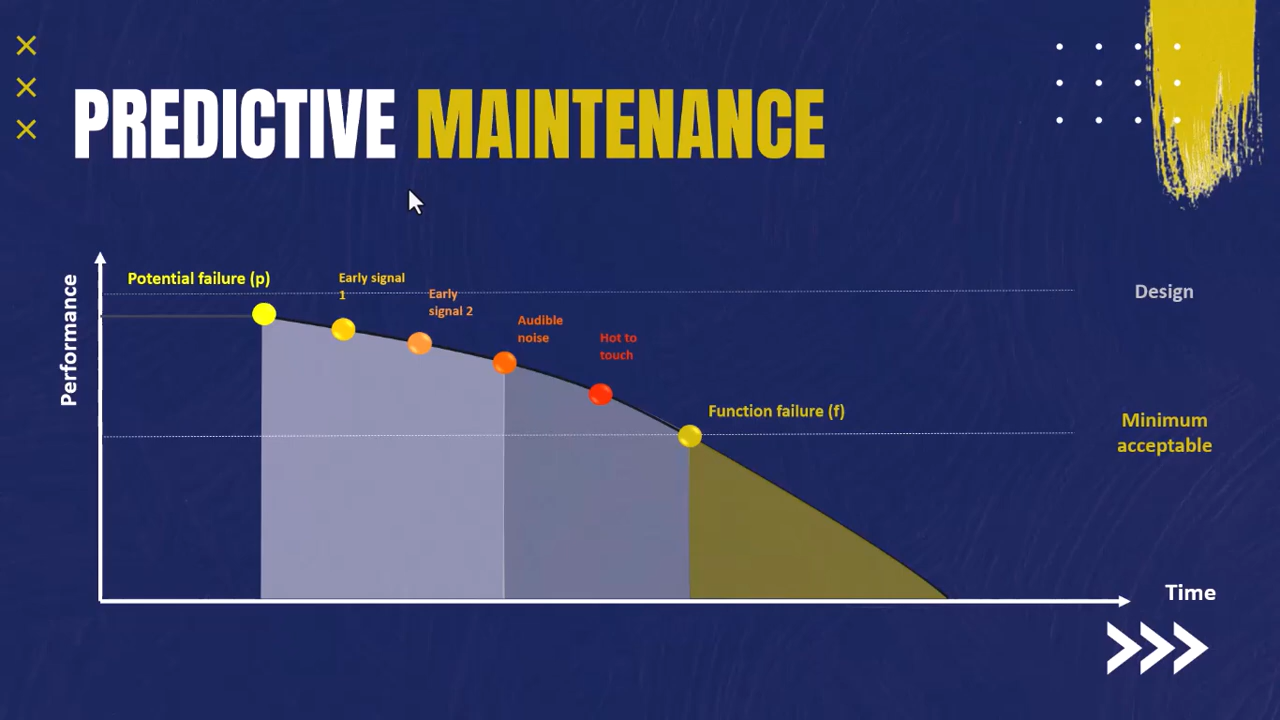 PREDICTIVE MAINTENANCE
Potential failure (p)
Early signal
1
Early
signal 2
Audible
noise
Hot to
touch
Function failure (f)
Design
Minimum
acceptable
Performance
Time